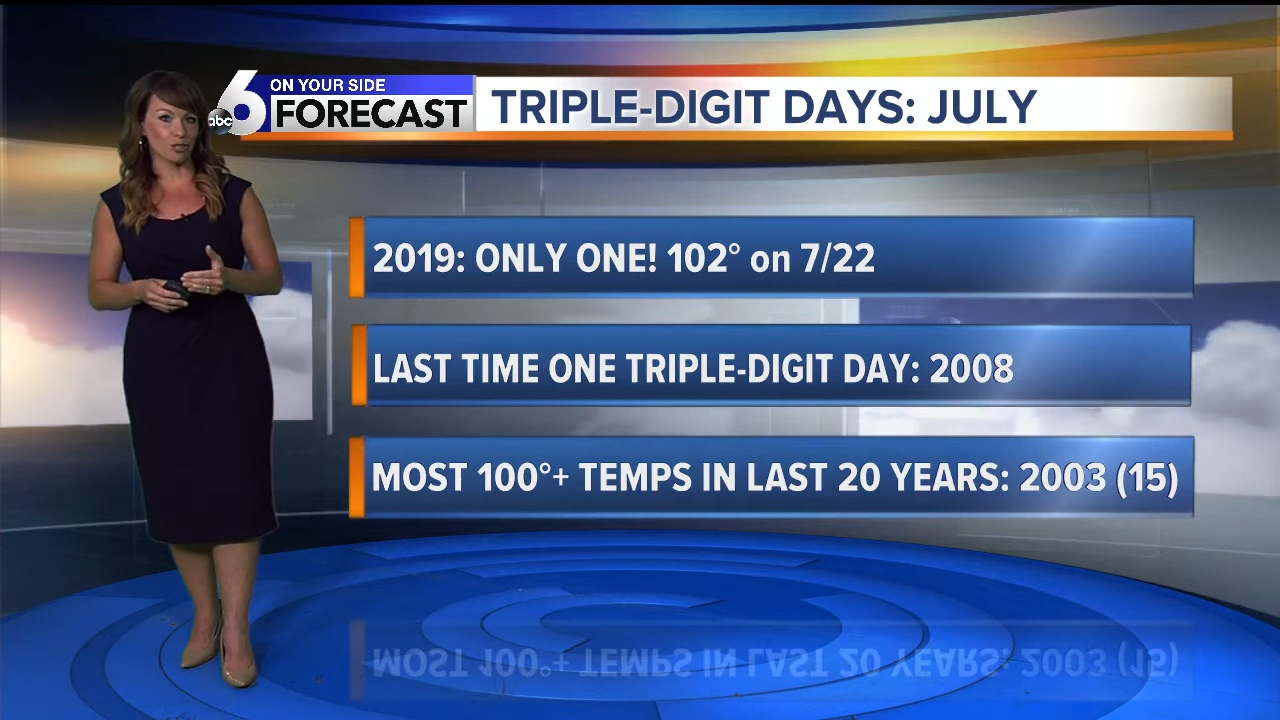 abc 6 ON YOUR SIDE
FORECAST
TRIPLE-DIGIT DAYS: JULY
2019: ONLY ONE! 102° on 7/22
LAST TIME ONE TRIPLE-DIGIT DAY: 2008
MOST 100°+ TEMPS IN LAST 20 YEARS: 2003 (15)